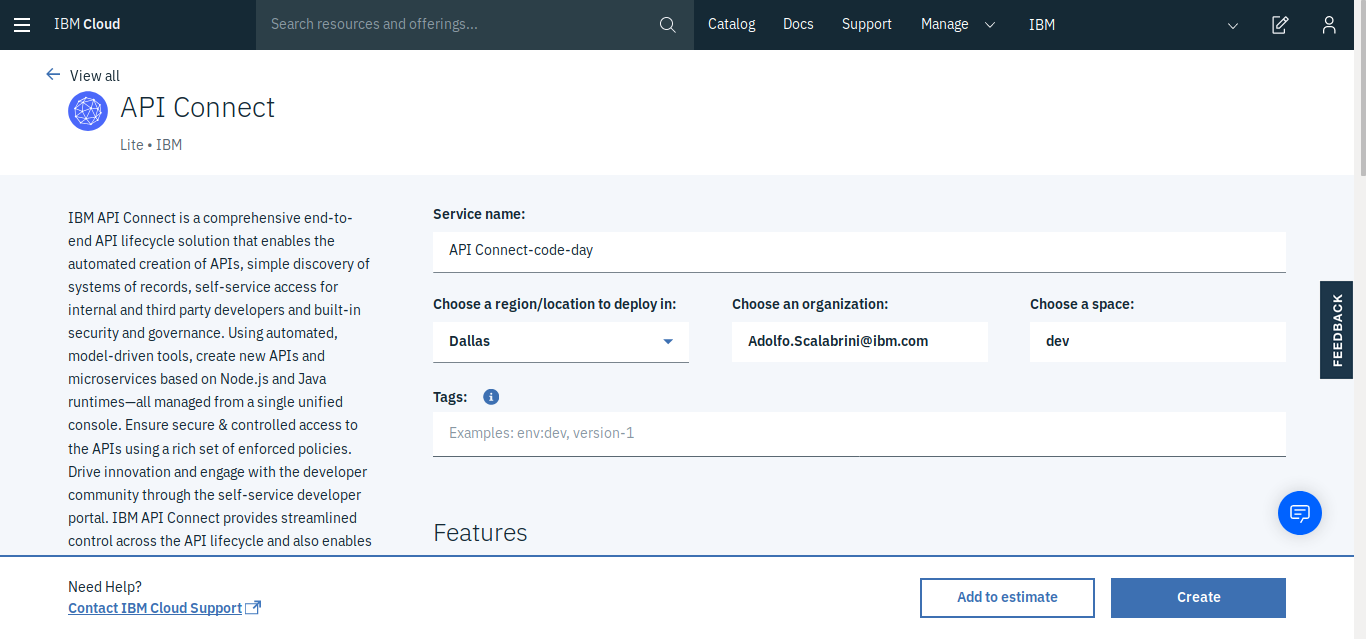 IBM Cloud
Search resources and offerings...
Catalog
Docs
Support
Manage
IBM
View all
API Connect
Lite • IBM
IBM API Connect is a comprehensive end-to-
end API lifecycle solution that enables the
automated creation of APIs, simple discovery of
systems of records, self-service access for
internal and third party developers and built-in
security and governance. Using automated,
model-driven tools, create new APIs and
microservices based on Node.js and Java
runtimes—all managed from a single unified
console. Ensure secure & controlled access to
the APIs using a rich set of enforced policies.
Drive innovation and engage with the developer
community through the self-service developer
portal. IBM API Connect provides streamlined
control across the API lifecycle and also enables
Service name:
API Connect-code-day
Choose a region/location to deploy in:
Dallas
Choose an organization:
Adolfo.Scalabrini@ibm.com
Choose a space:
dev
Tags:
Examples: env:dev, version-1
Features
FEEDBACK
Need Help?
Contact IBM Cloud Support
Add to estimate
Create